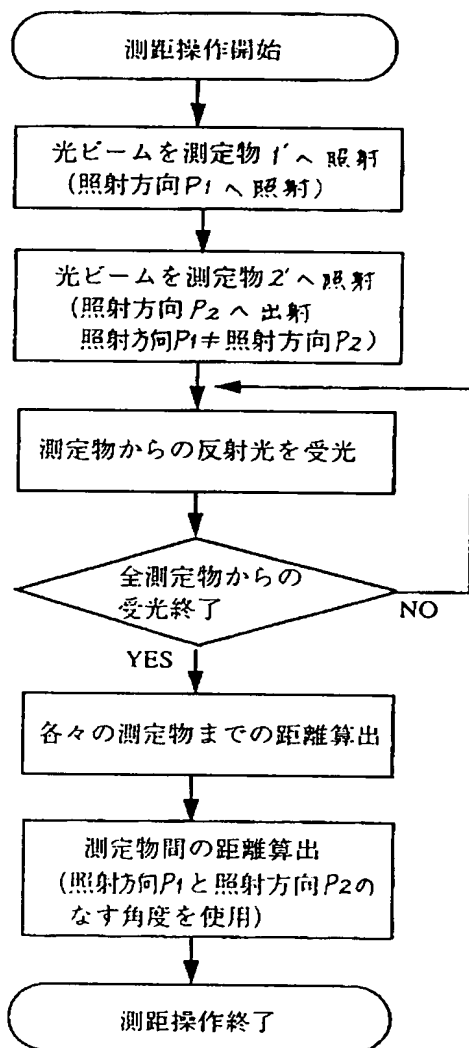 測距操作開始
光ビームを測定物1'へ照射
(照射方向P1へ照射)
光ビームを測定物2'へ照射
(照射方向P2へ出射
照射方向P1≠照射方向P2)
測定物からの反射光を受光
全測定物からの
受光終了
NO
YES
各々の測定物までの距離算出
測定物間の距離算出
(照射方向P1と照射方向P2の
なす角度を使用)
測距操作終了